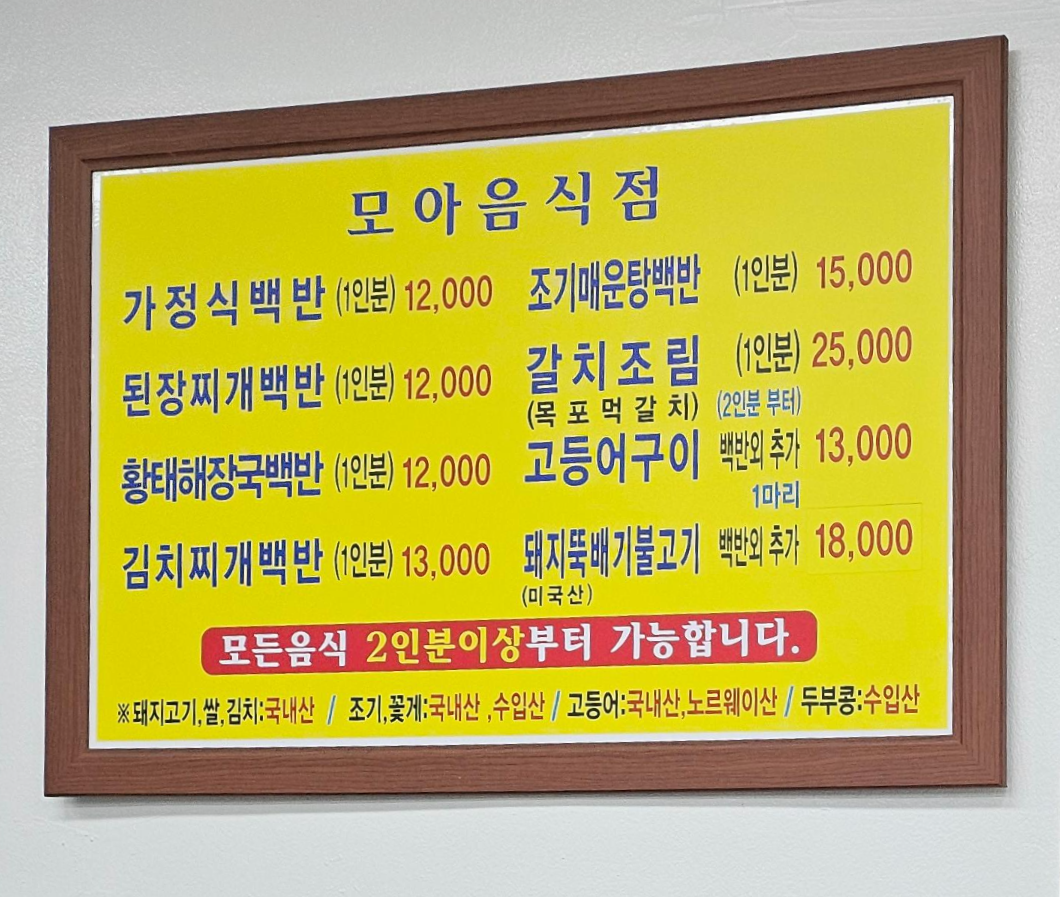 모아음식점
가정식백반 (1인분) 12,000
된장찌개백반 (1인분) 12,000
황태해장국백반 (1인분) 12,000
김치찌개백반 (1인분) 13,000
조기매운탕백반 (1인분) 15,000
갈치조림 (1인분) 25,000
(목포먹갈치) (2인분 부터)
고등어구이 백반외 추가 13,000
1마리
돼지뚝배기불고기 백반외 추가 18,000
(미국산)
모든음식 2인분이상부터 가능합니다.
※돼지고기,쌀,김치:국내산 / 조기,꽃게:국내산 ,수입산 / 고등어:국내산,노르웨이산 / 두부콩:수입산